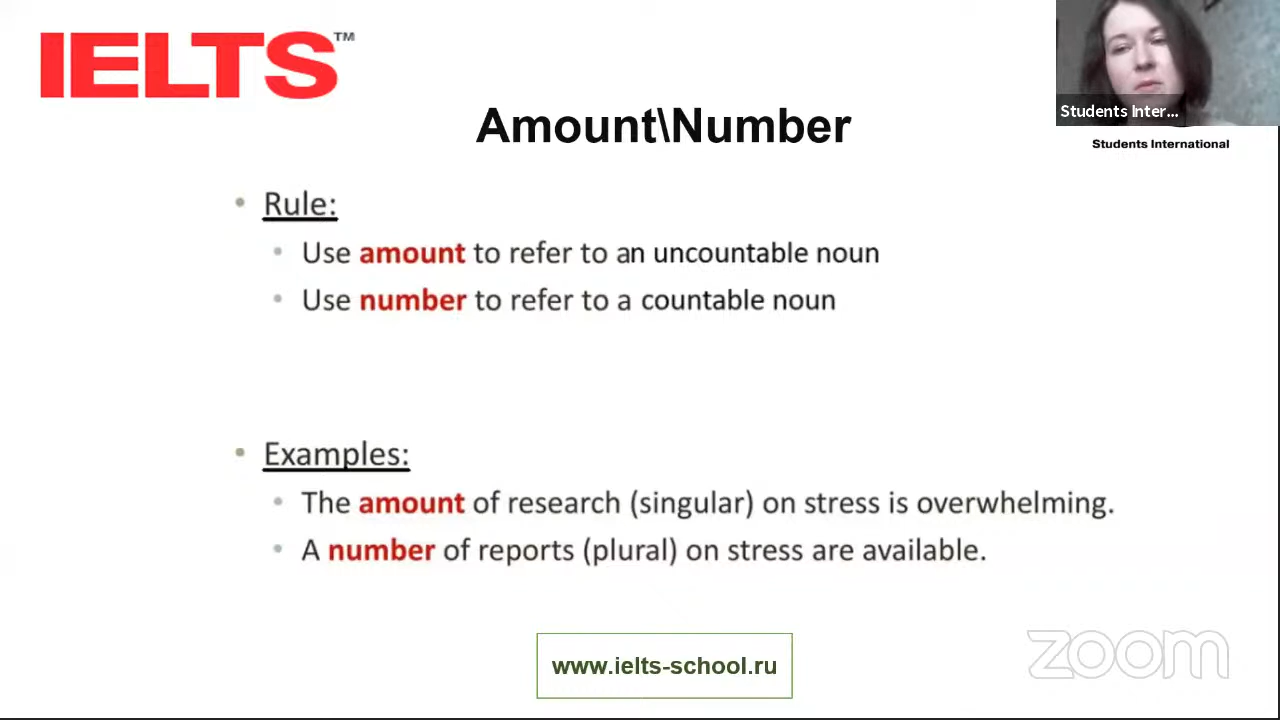 IELTS™
Students Inter...
Students International
Amount\Number
• Rule:
• Use amount to refer to an uncountable noun
• Use number to refer to a countable noun
• Examples:
• The amount of research (singular) on stress is overwhelming.
• A number of reports (plural) on stress are available.
www.ielts-school.ru
zoom